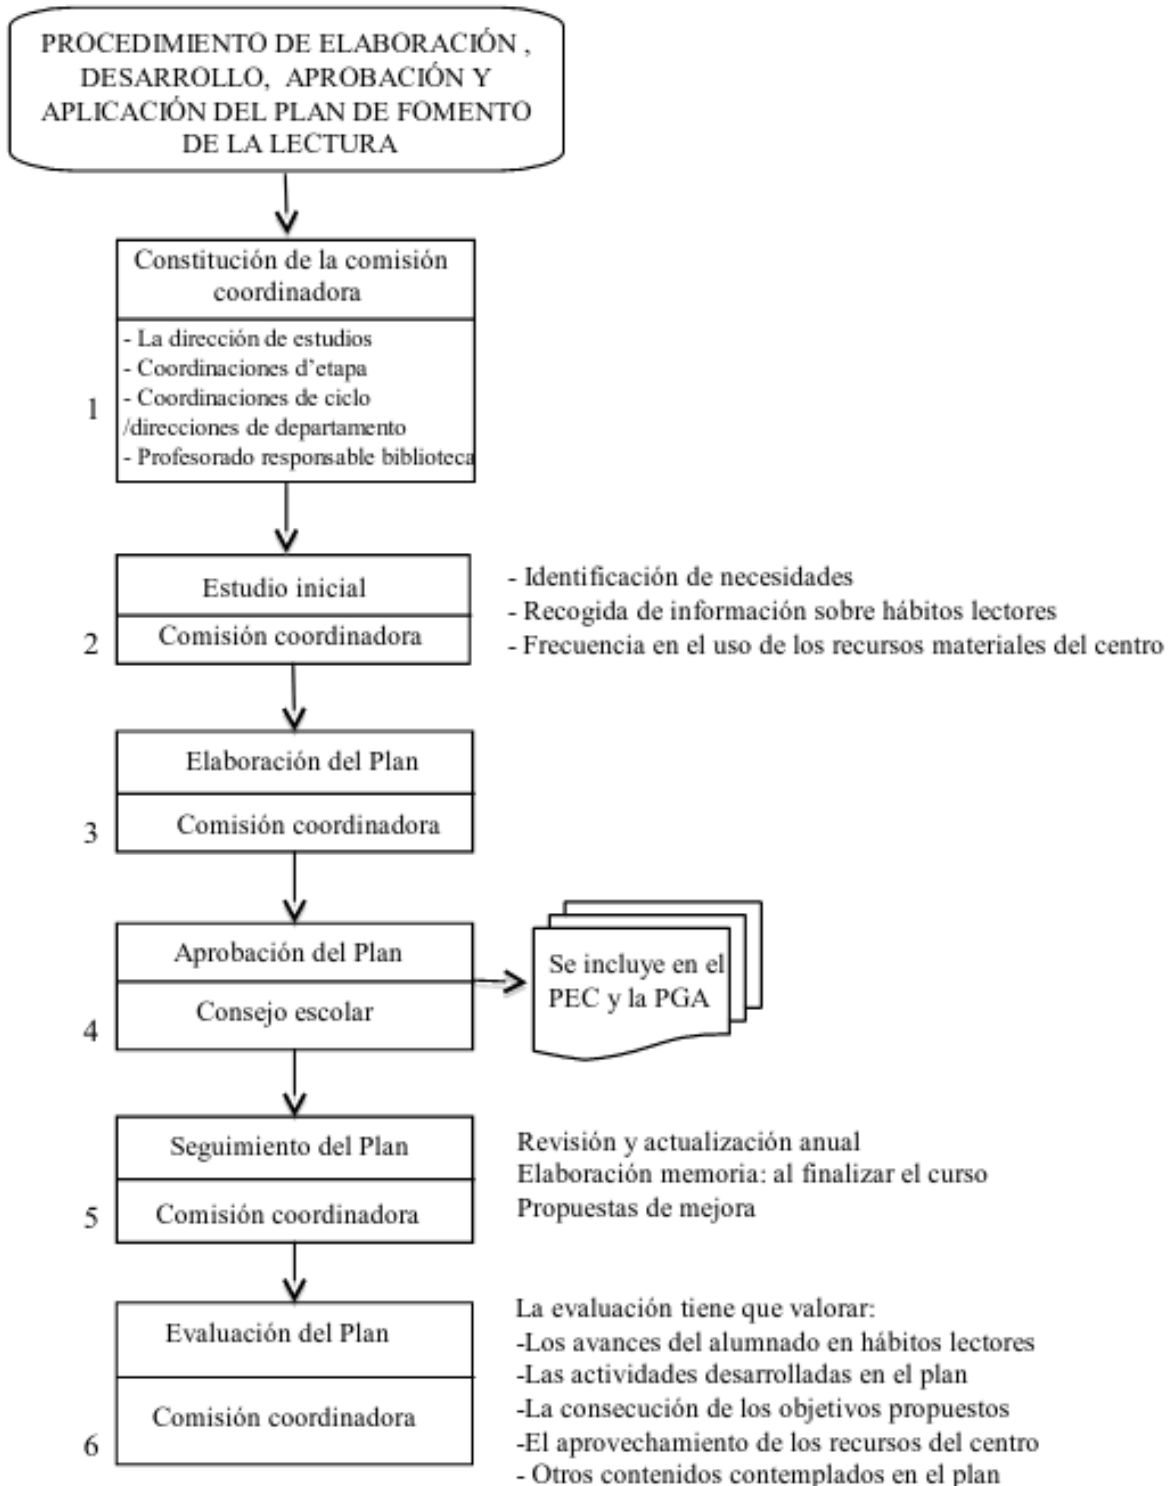 PROCEDIMIENTO DE ELABORACIÓN ,
DESARROLLO, APROBACIÓN Y
APLICACIÓN DEL PLAN DE FOMENTO
DE LA LECTURA
Constitución de la comisión
coordinadora
- La dirección de estudios
- Coordinaciones d'etapa
- Coordinaciones de ciclo
/direcciones de departamento
- Profesorado responsable biblioteca
1
Estudio inicial
Comisión coordinadora
2
- Identificación de necesidades
- Recogida de información sobre hábitos lectores
- Frecuencia en el uso de los recursos materiales del centro
Elaboración del Plan
Comisión coordinadora
3
Aprobación del Plan
Consejo escolar
4
Se incluye en el
PEC y la PGA
Seguimiento del Plan
Comisión coordinadora
5
Revisión y actualización anual
Elaboración memoria: al finalizar el curso
Propuestas de mejora
Evaluación del Plan
Comisión coordinadora
6
La evaluación tiene que valorar:
-Los avances del alumnado en hábitos lectores
-Las actividades desarrolladas en el plan
-La consecución de los objetivos propuestos
-El aprovechamiento de los recursos del centro
- Otros contenidos contemplados en el plan